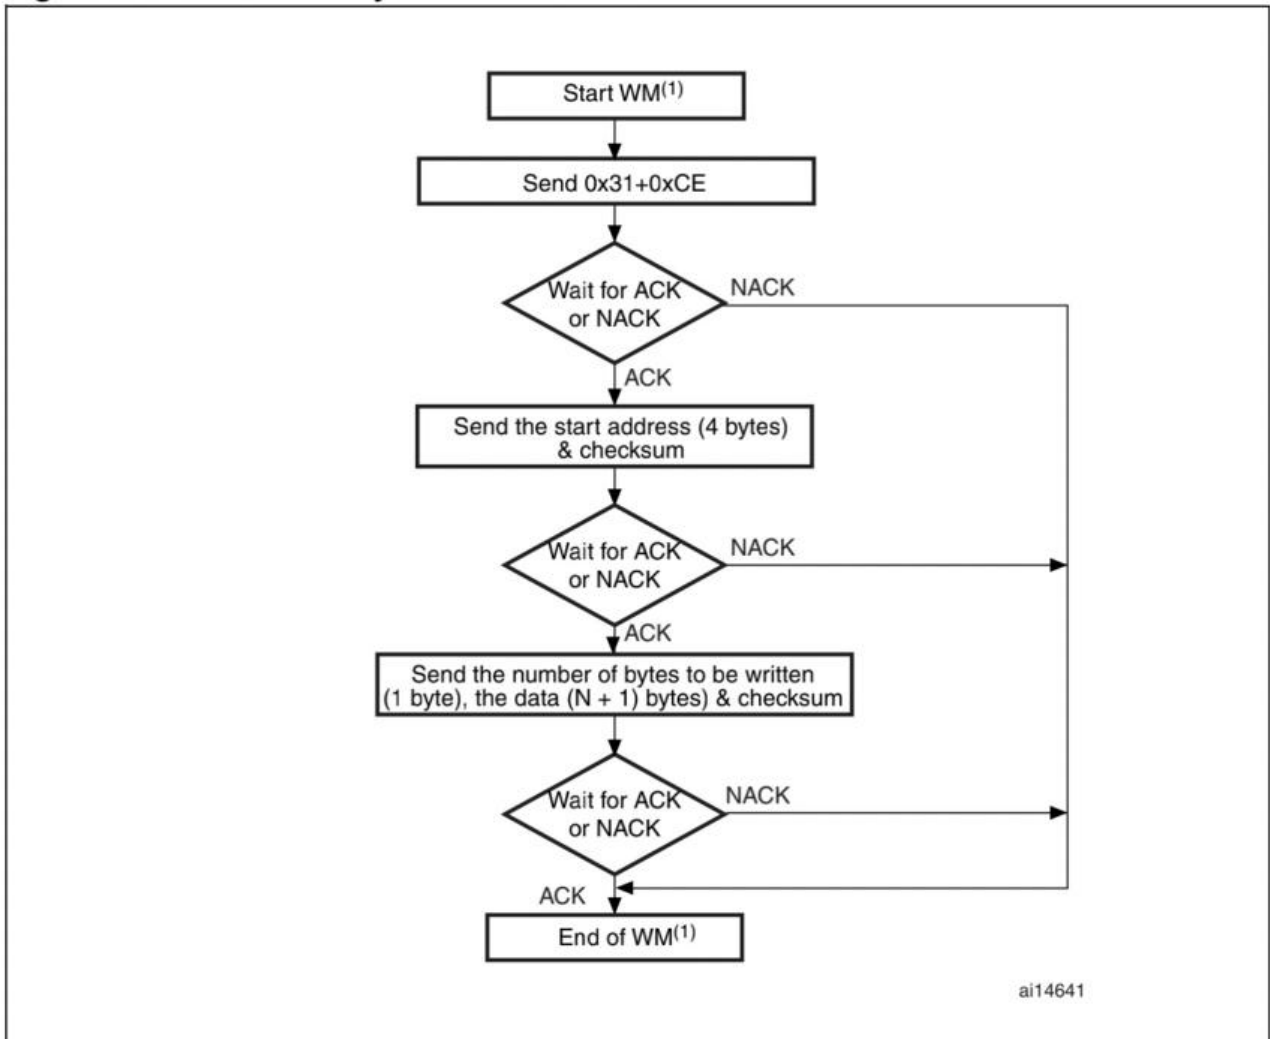 Start WM(1)
Send 0x31+0xCE
Wait for ACK
or NACK
NACK
ACK
Send the start address (4 bytes)
& checksum
Wait for ACK
or NACK
NACK
ACK
Send the number of bytes to be written
(1 byte), the data (N + 1) bytes) & checksum
Wait for ACK
or NACK
NACK
ACK
End of WM(1)
ai14641